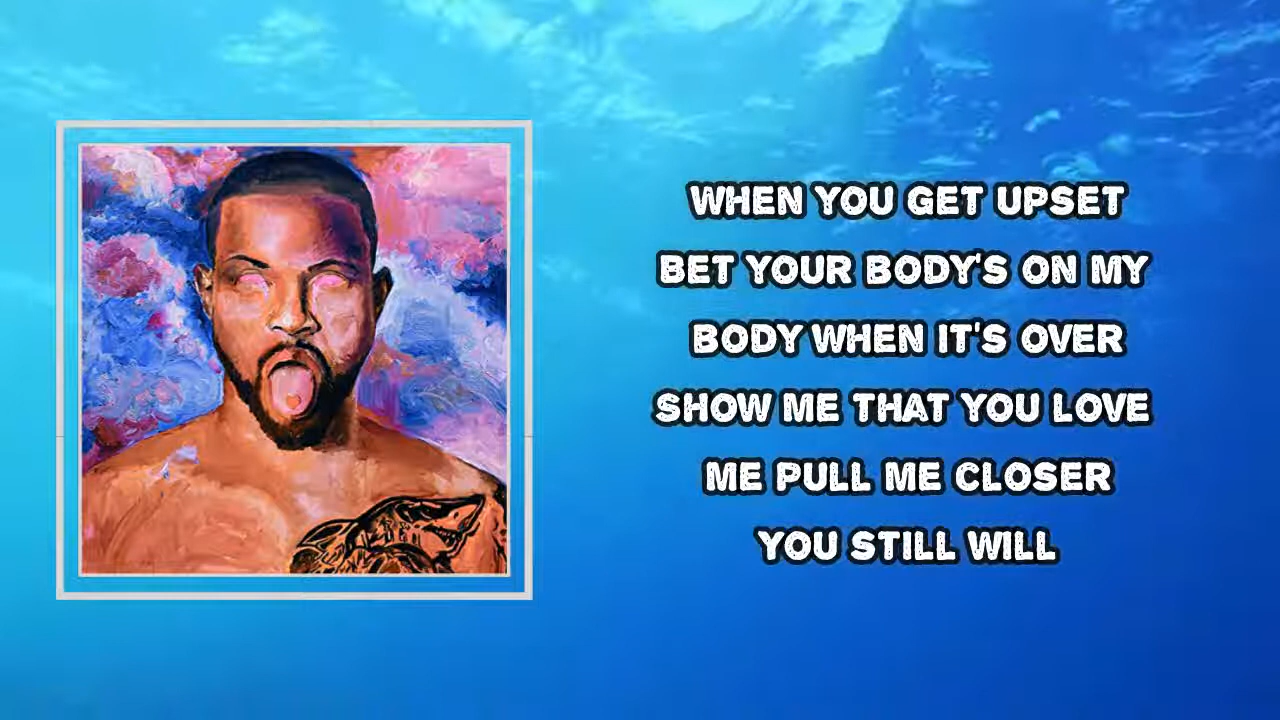 WHEN YOU GET UPSET
BET YOUR BODY'S ON MY
BODY WHEN IT'S OVER
SHOW ME THAT YOU LOVE
ME PULL ME CLOSER
YOU STILL WILL